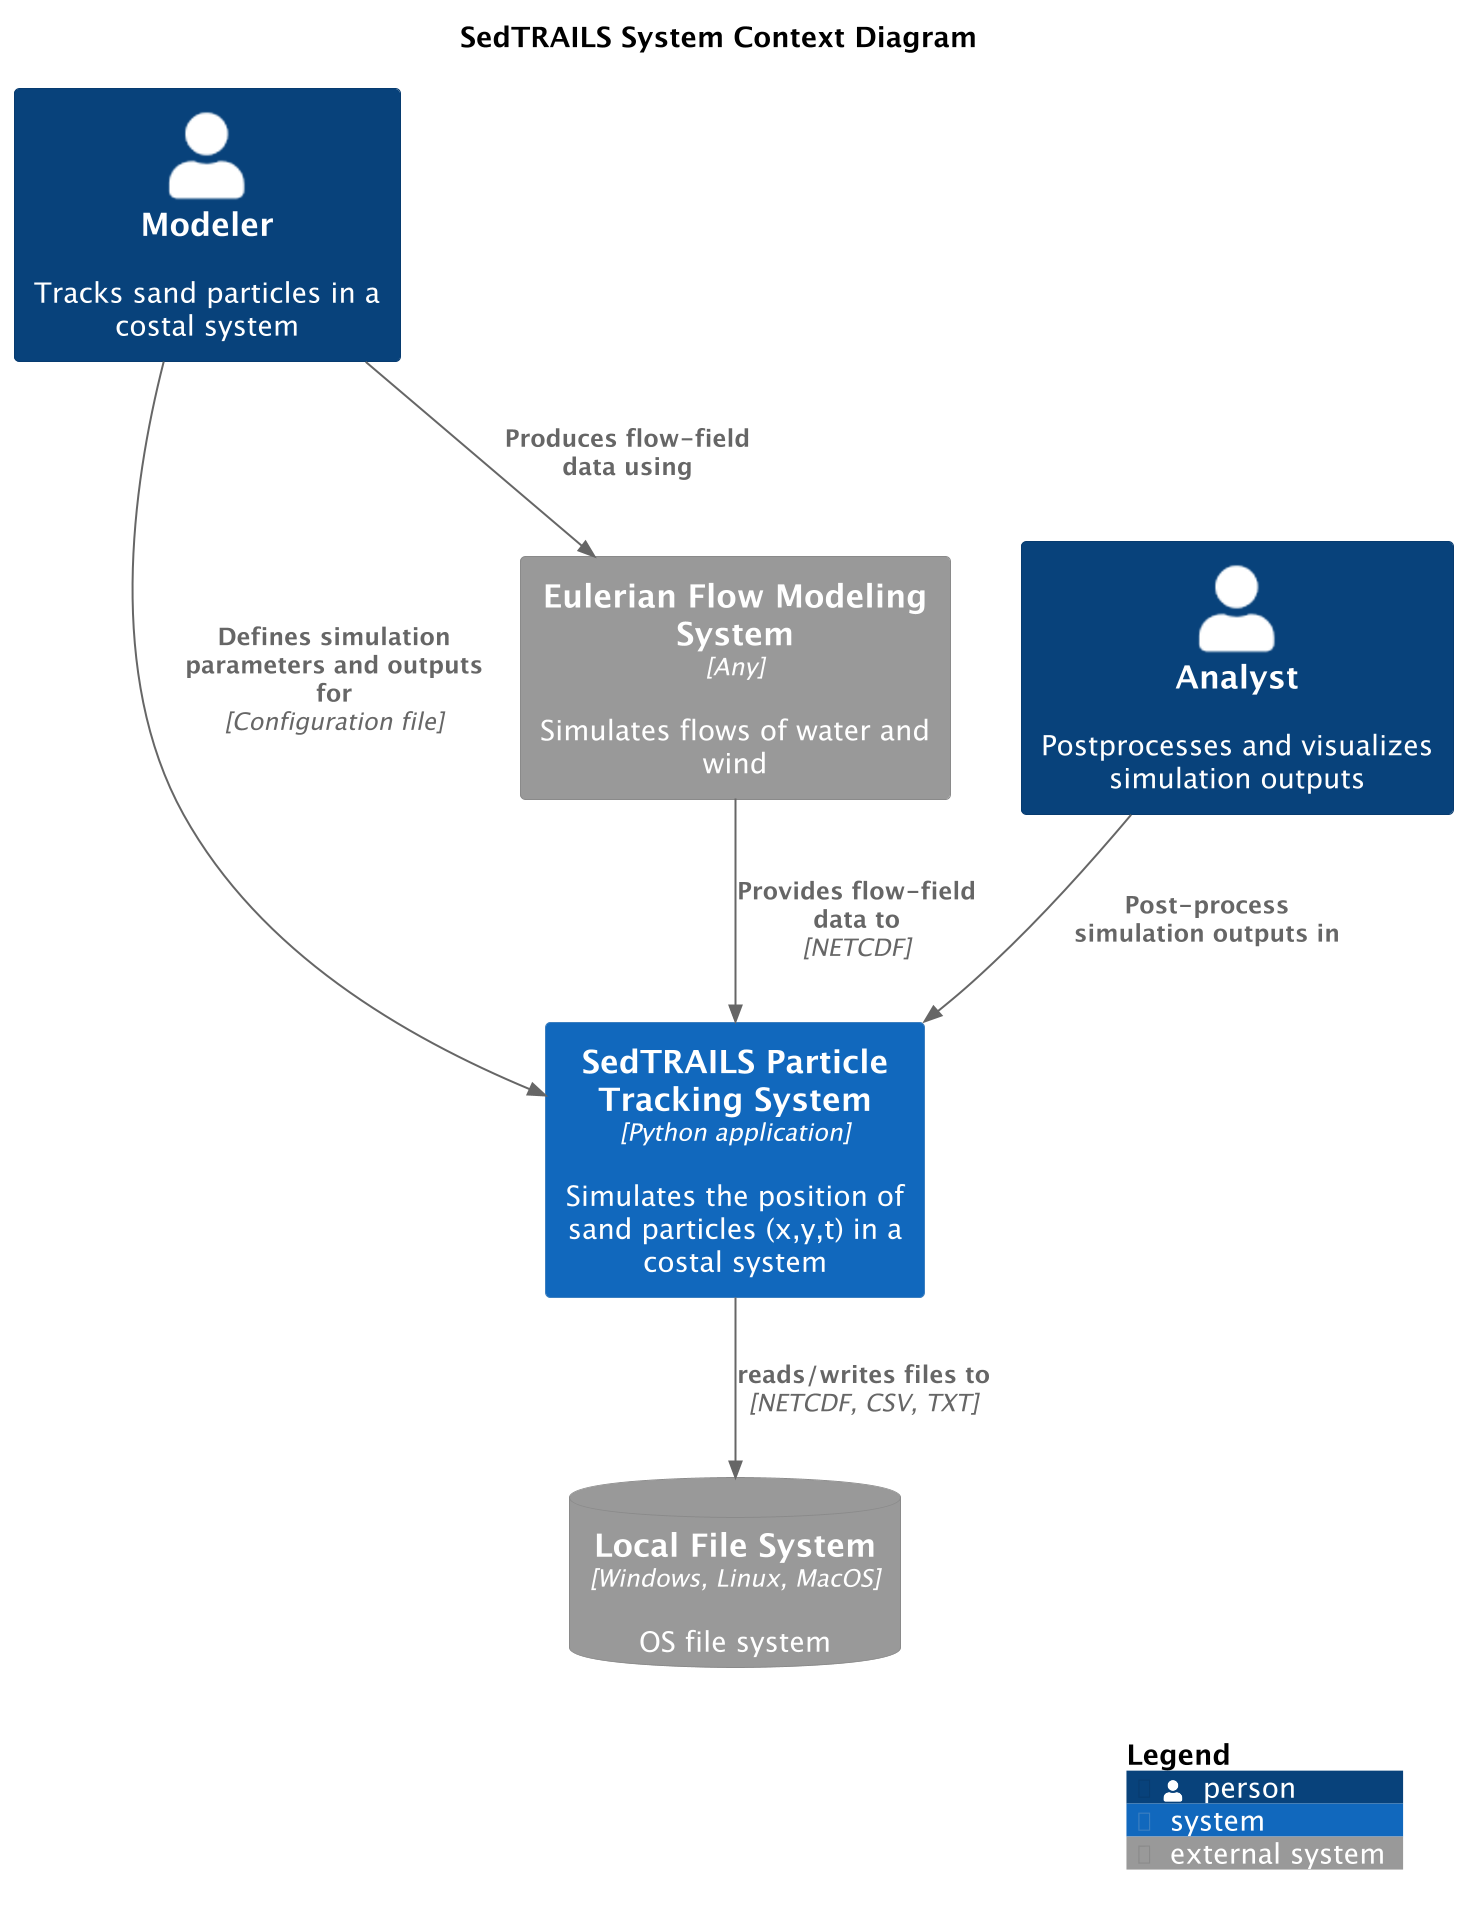 SedTRAILS System Context Diagram
Modeler
Tracks sand particles in a
costal system
Produces flow-field
data using
Defines simulation
parameters and outputs
for
[Configuration file]
Eulerian Flow Modeling
System
[Any]
Simulates flows of water and
wind
Analyst
Postprocesses and visualizes
simulation outputs
Provides flow-field
data to
[NETCDF]
Post-process
simulation outputs in
SedTRAILS Particle
Tracking System
[Python application]
Simulates the position of
sand particles (x,y,t) in a
costal system
reads/writes files to
[NETCDF, CSV, TXT]
Local File System
[Windows, Linux, MacOS]
OS file system
Legend
person
system
external system